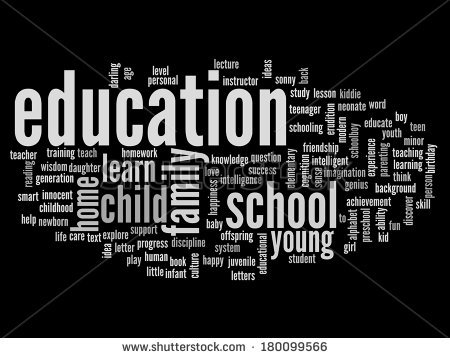 lecture
ideas
darling
age
level
personal
instructor
sonny
back
education
study
lesson
kiddie
teenager
erudition
neonate
word
schooling
modern
schoolboy
educate
boy
youth
teacher
training
teach
homework
friendship
experience
parenting
minor
teaching
learning
birthday
reading
wisdom
daughter
learn
family
knowledge
question
elementary
cognition
sense
intelligent
information
think
person
generation
love
intelligence
success
genius
background
smart
innocent
home
child
happiness
school
achievement
discover
skill
childhood
help
newborn
support
baby
offspring
to
alphabet
preschool
ability
fun
life
care
text
explore
progress
discipline
system
young
girl
kid
idea
letter
play
human
book
culture
happy
juvenile
educational
student
little
infant
letters
shutterstock
www.shutterstock.com · 180099566